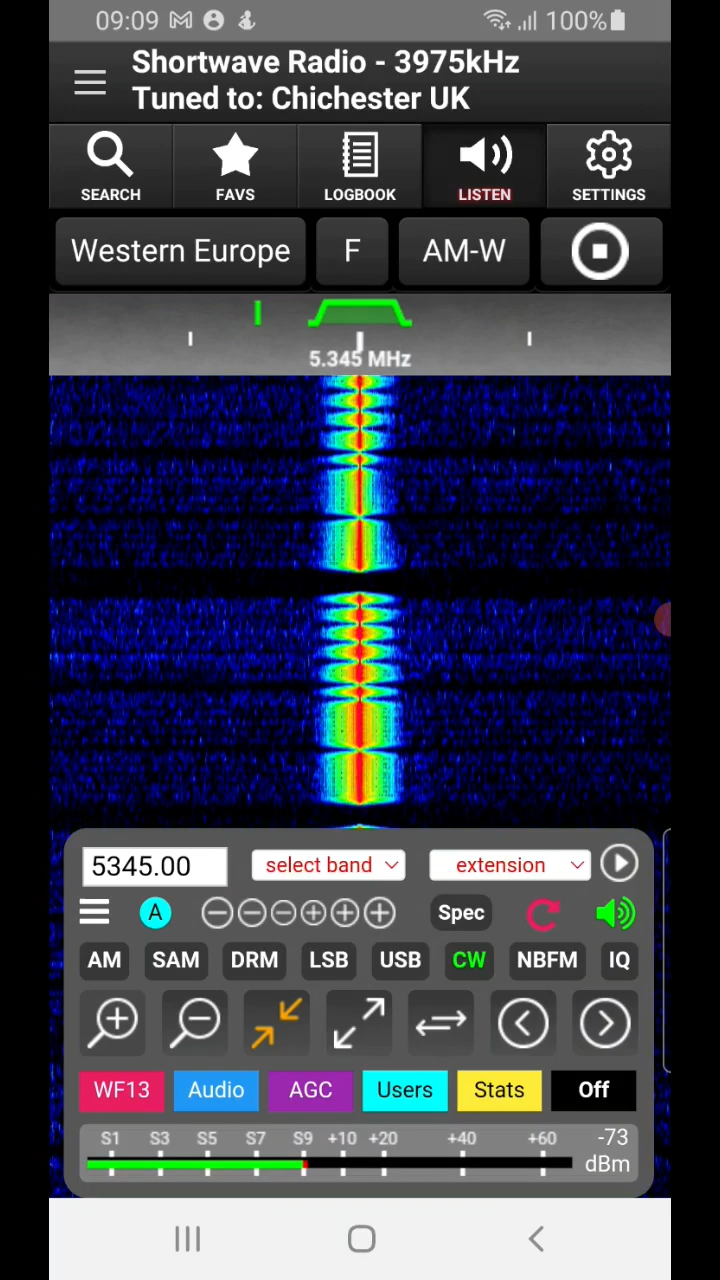 09:09 100%
Shortwave Radio - 3975kHz
Tuned to: Chichester UK
SEARCH FAVS LOGBOOK LISTEN SETTINGS
Western Europe F AM-W
5.345 MHz
5345.00 select band extension
A Spec
AM SAM DRM LSB USB CW NBFM IQ
WF13 Audio AGC Users Stats Off
S1 S3 S5 S7 S9 +10 +20 +40 +60 -73
dBm